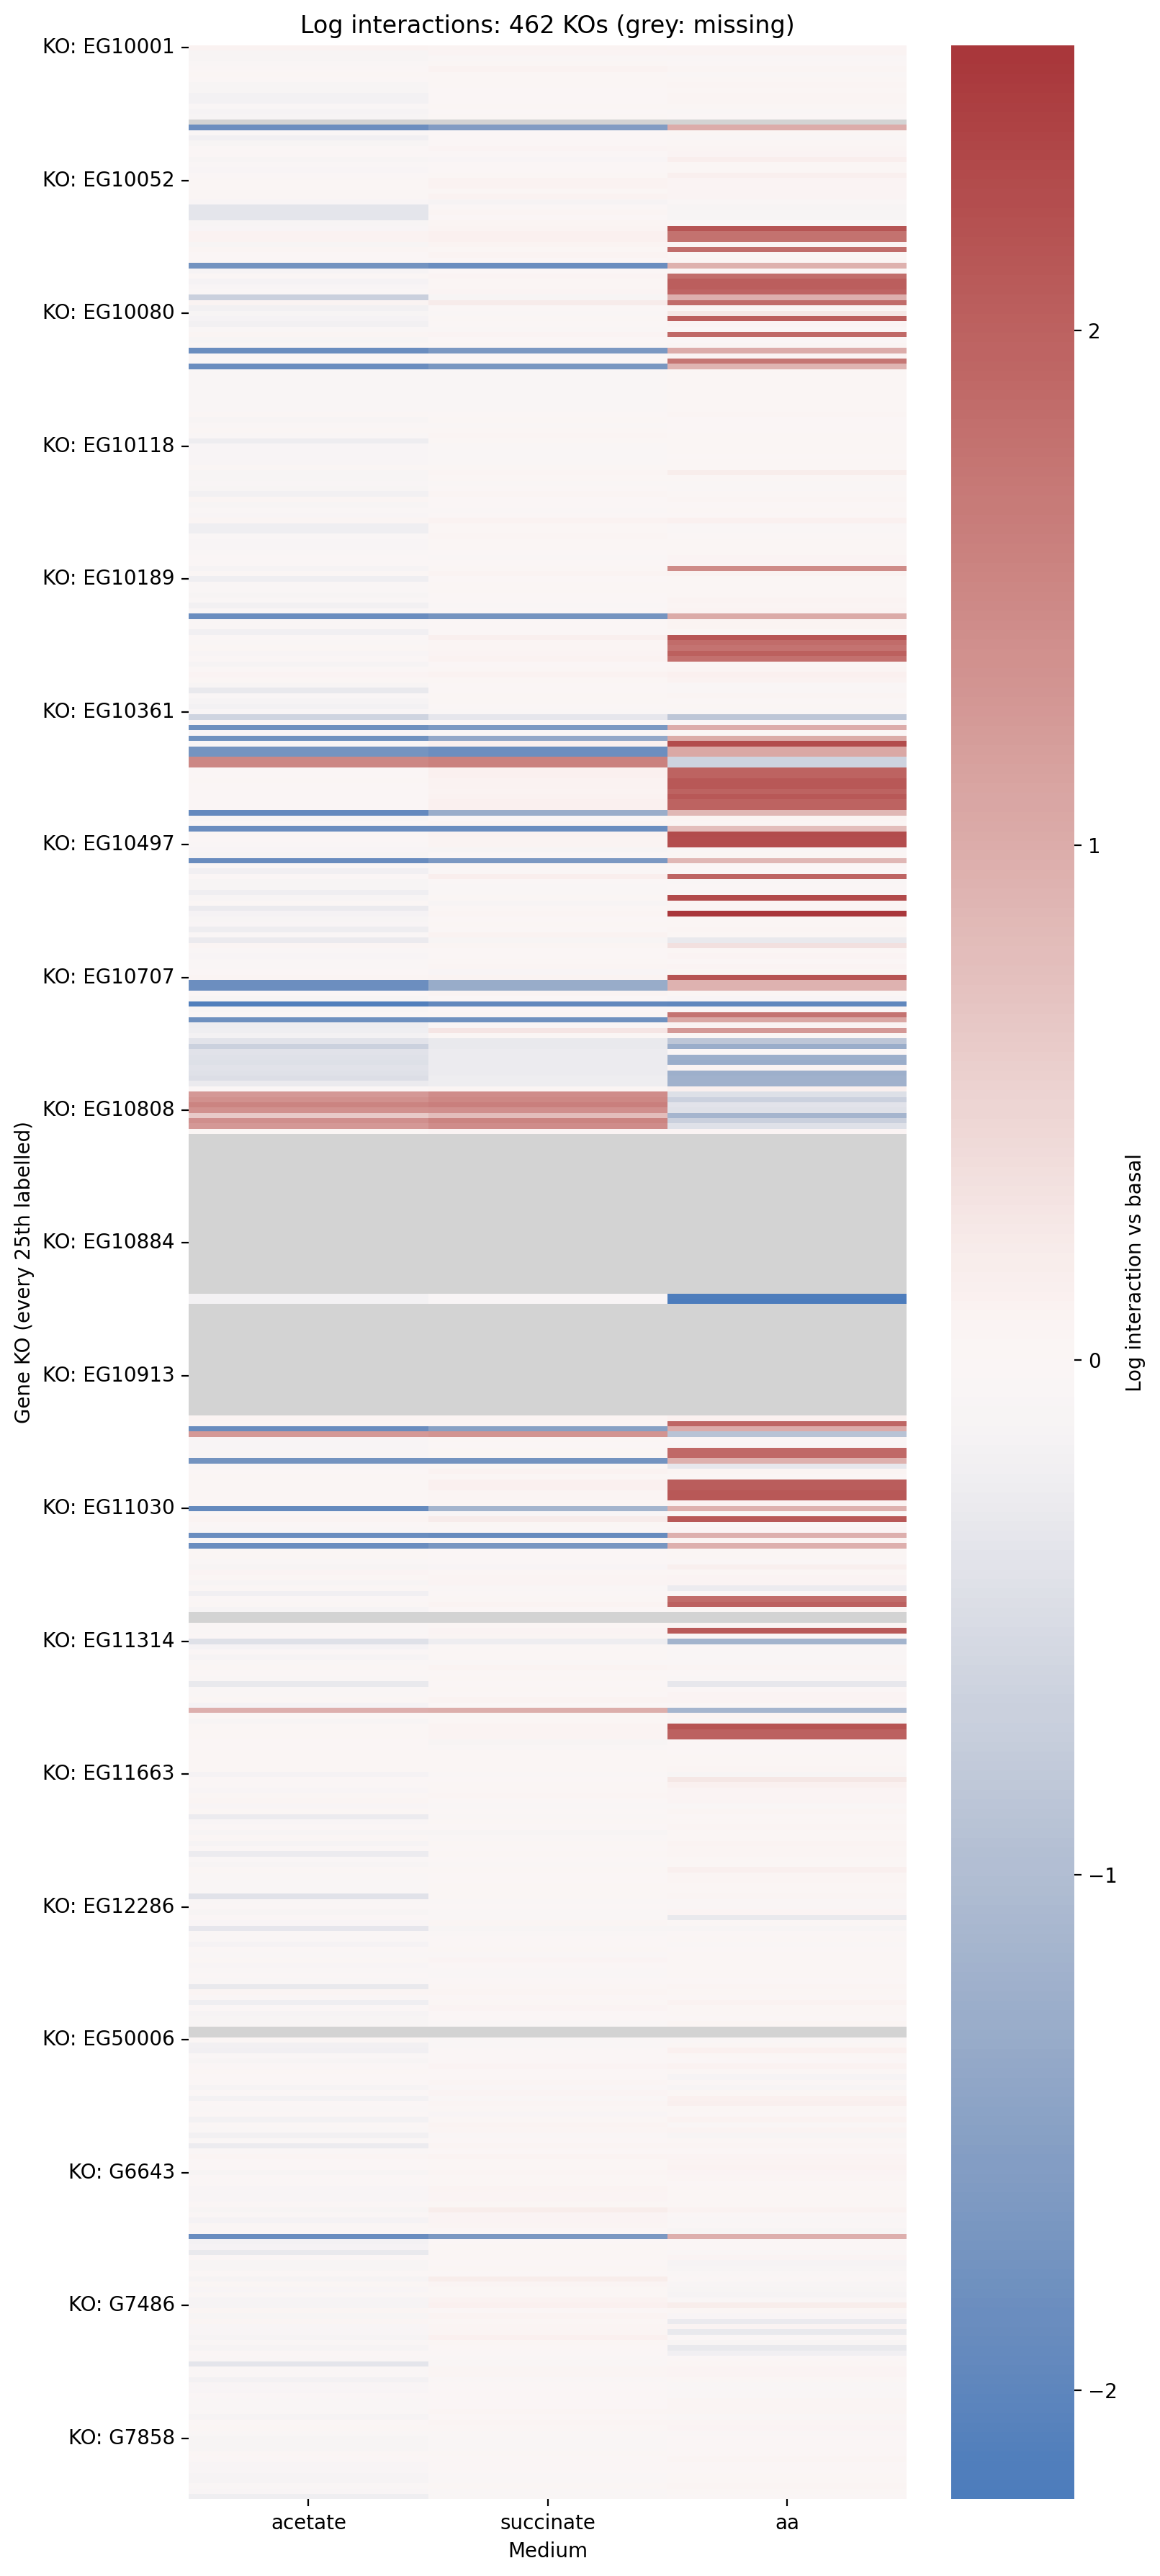 Log interactions: 462 KOs (grey: missing)
Gene KO (every 25th labelled)
KO: EG10001
KO: EG10052
KO: EG10080
KO: EG10118
KO: EG10189
KO: EG10361
KO: EG10497
KO: EG10707
KO: EG10808
KO: EG10884
KO: EG10913
KO: EG11030
KO: EG11314
KO: EG11663
KO: EG12286
KO: EG50006
KO: G6643
KO: G7486
KO: G7858
acetate
succinate
aa
Medium
2
1
0
−1
−2
Log interaction vs basal